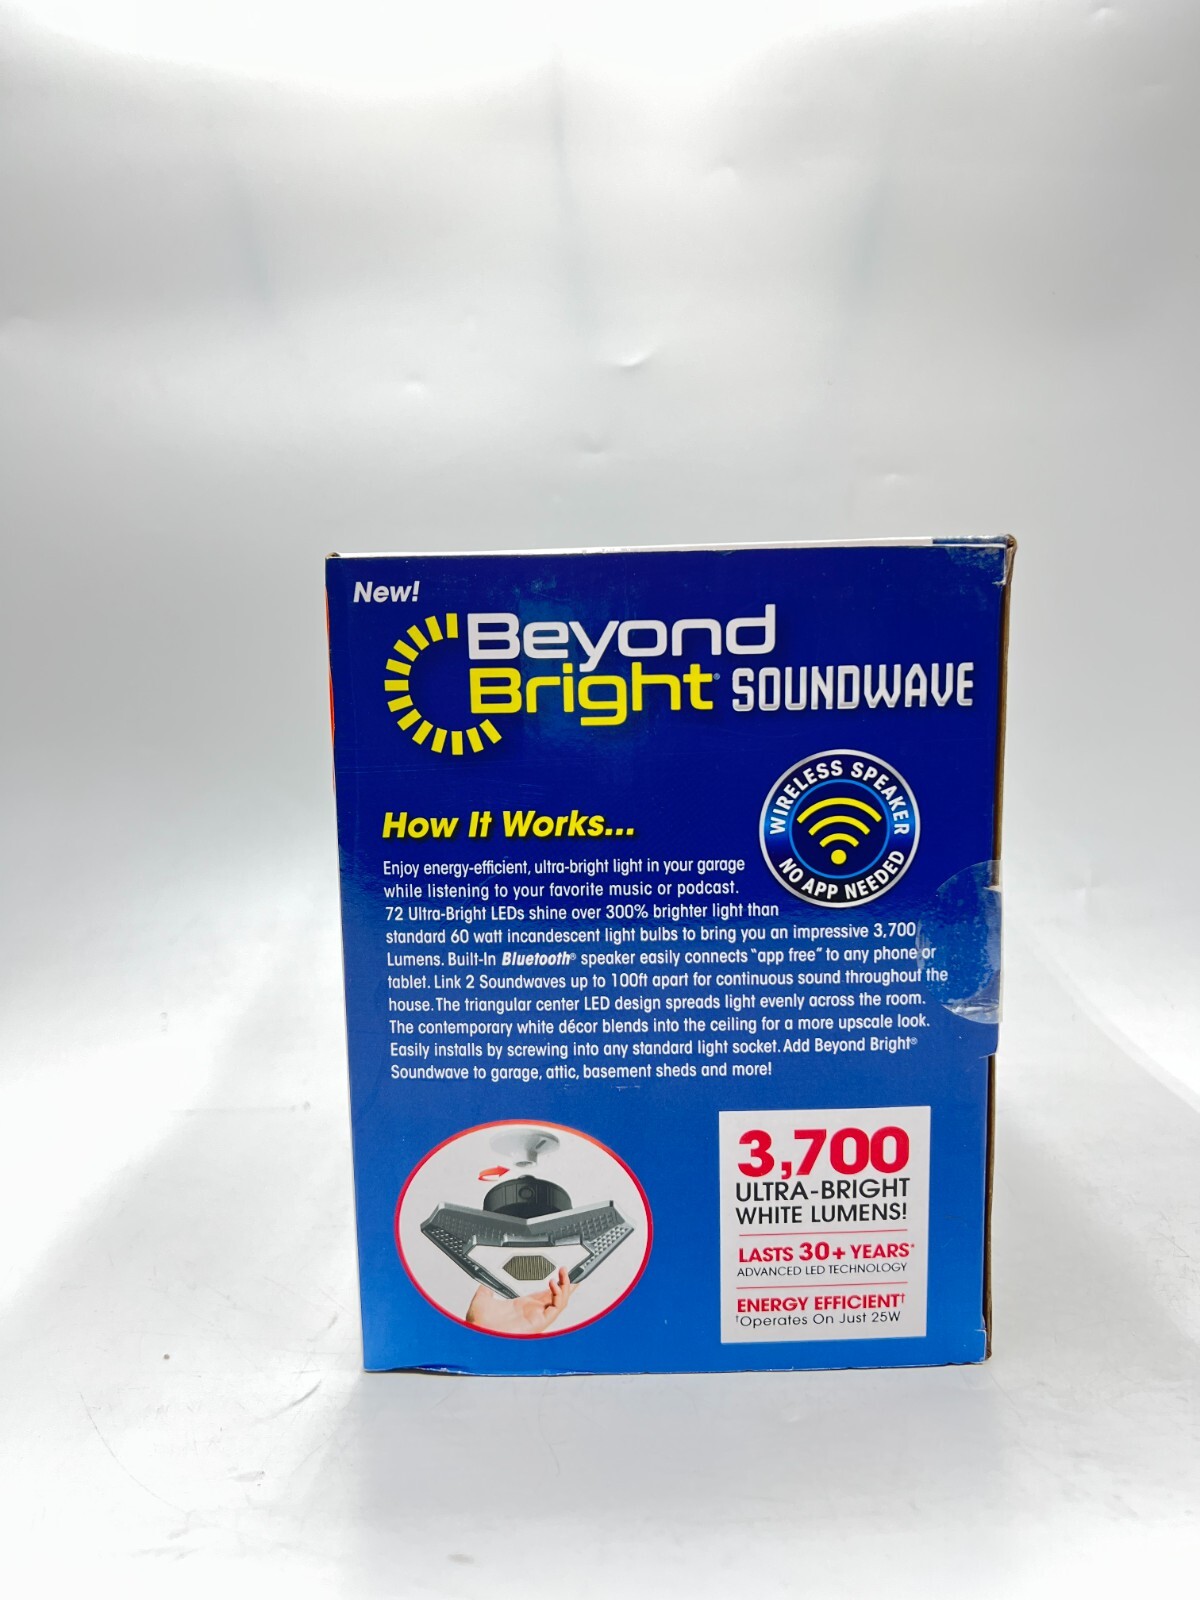 New!
Beyond
Bright® SOUNDWAVE
WIRELESS SPEAKER
NO APP NEEDED
How It Works...
Enjoy energy-efficient, ultra-bright light in your garage
while listening to your favorite music or podcast.
72 Ultra-Bright LEDs shine over 300% brighter light than
standard 60 watt incandescent light bulbs to bring you an impressive 3,700
Lumens. Built-In Bluetooth® speaker easily connects "app free" to any phone or
tablet. Link 2 Soundwaves up to 100ft apart for continuous sound throughout the
house. The triangular center LED design spreads light evenly across the room.
The contemporary white décor blends into the ceiling for a more upscale look.
Easily installs by screwing into any standard light socket. Add Beyond Bright®
Soundwave to garage, attic, basement sheds and more!
3,700
ULTRA-BRIGHT
WHITE LUMENS!
LASTS 30+ YEARS*
ADVANCED LED TECHNOLOGY
ENERGY EFFICIENT†
†Operates On Just 25W